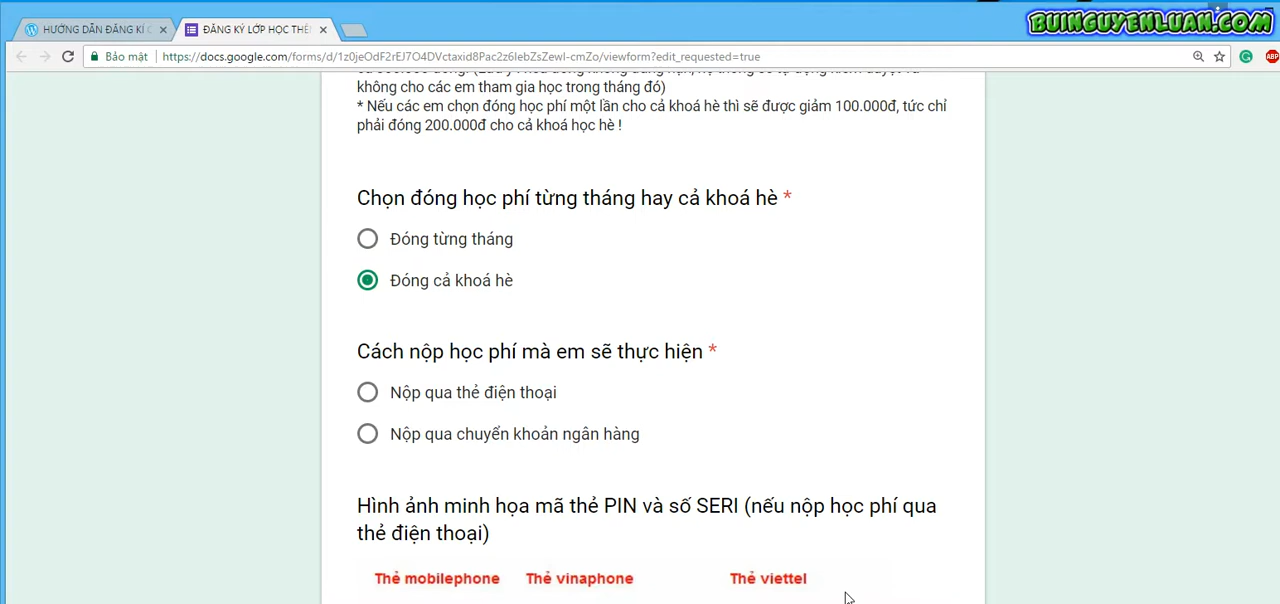 BUINGUYENLUAN.COM
HƯỚNG DẪN ĐĂNG KÍ
ĐĂNG KÝ LỚP HỌC THÊ
Bảo mật
https://docs.google.com/forms/d/1z0jeOdF2rEJ7O4DVctaxid8Pac2z6IebZsZewI-cmZo/viewform?edit_requested=true
ABP
không cho các em tham gia học trong tháng đó)
* Nếu các em chọn đóng học phí một lần cho cả khoá hè thì sẽ được giảm 100.000đ, tức chỉ
phải đóng 200.000đ cho cả khoá học hè !
Chọn đóng học phí từng tháng hay cả khoá hè *
Đóng từng tháng
Đóng cả khoá hè
Cách nộp học phí mà em sẽ thực hiện *
Nộp qua thẻ điện thoại
Nộp qua chuyển khoản ngân hàng
Hình ảnh minh họa mã thẻ PIN và số SERI (nếu nộp học phí qua
thẻ điện thoại)
Thẻ mobilephone Thẻ vinaphone Thẻ viettel